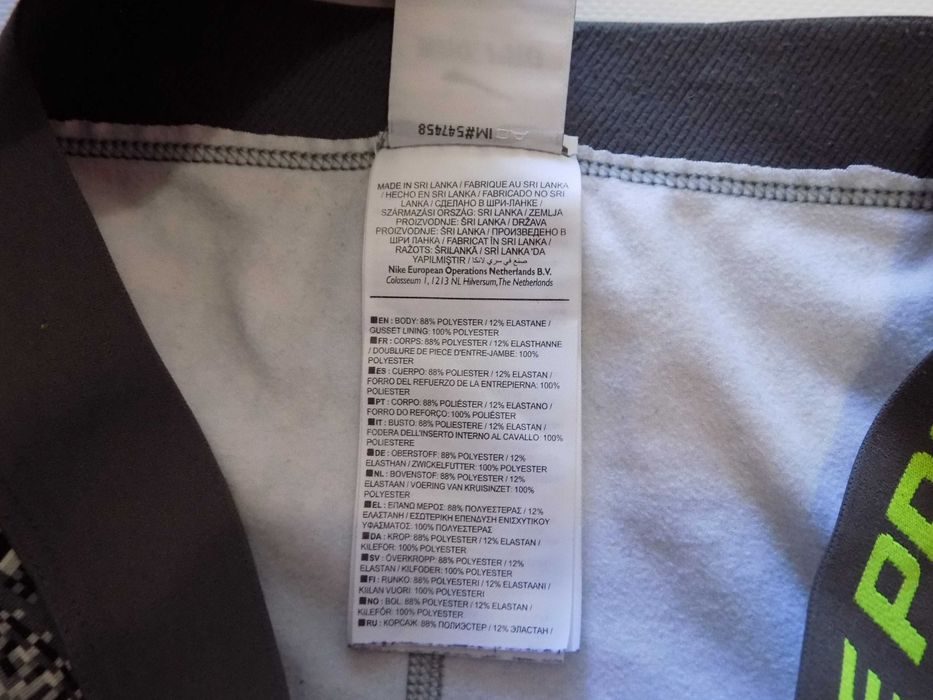 IM#547458
MADE IN SRI LANKA / FABRIQUE AU SRI LANKA
/ HECHO EN SRI LANKA / FABRICADO NO SRI
LANKA / СДЕЛАНО В ШРИ-ЛАНКЕ /
SZÁRMAZÁSI ORSZÁG: SRI LANKA / ZEMLJA
PROIZVODNJE: ŠRI LANKA / DRŽAVA
PROIZVODNJE: ŠRI LANKA / ПРОИЗВЕДЕНО В
ШРИ ЛАНКА / FABRICAT ÎN SRI LANKA /
RAŽOTS: ŠRILANKĀ / SRİ LANKA'DA
YAPILMIŞTIR / صنع في سري لانكا
Nike European Operations Netherlands B.V.
Colosseum 1, 1213 NL Hilversum, The Netherlands
EN : BODY: 88% POLYESTER / 12% ELASTANE /
GUSSET LINING: 100% POLYESTER
FR : CORPS: 88% POLYESTER / 12% ELASTHANNE
/ DOUBLURE DE PIECE D'ENTRE-JAMBE: 100%
POLYESTER
ES : CUERPO: 88% POLIESTER / 12% ELASTAN /
FORRO DEL REFUERZO DE LA ENTREPIERNA: 100%
POLIESTER
PT : CORPO: 88% POLIÉSTER / 12% ELASTANO /
FORRO DO REFORÇO: 100% POLIÉSTER
IT : BUSTO: 88% POLIESTERE / 12% ELASTAN /
FODERA DELL'INSERTO INTERNO AL CAVALLO: 100%
POLIESTERE
DE : OBERSTOFF: 88% POLYESTER / 12%
ELASTHAN / ZWICKELFUTTER: 100% POLYESTER
NL : BOVENSTOF: 88% POLYESTER / 12%
ELASTAAN / VOERING VAN KRUISINZET: 100%
POLYESTER
EL : ΕΠΑΝΩ ΜΕΡΟΣ: 88% ΠΟΛΥΕΣΤΕΡΑΣ / 12%
ΕΛΑΣΤΑΝΗ / ΕΣΩΤΕΡΙΚΗ ΕΠΕΝΔΥΣΗ ΕΝΙΣΧΥΤΙΚΟΥ
ΥΦΑΣΜΑΤΟΣ: 100% ΠΟΛΥΕΣΤΕΡΑΣ
DA : KROP: 88% POLYESTER / 12% ELASTAN /
KILEFOR: 100% POLYESTER
SV : ÖVERKROPP: 88% POLYESTER / 12%
ELASTAN / KILFODER: 100% POLYESTER
FI : RUNKO: 88% POLYESTERI / 12% ELASTAANI /
KIILAN VUORI: 100% POLYESTERI
NO : BOL: 88% POLYESTER / 12% ELASTAN /
KILEFÔR: 100% POLYESTER
RU : КОРСАЖ: 88% ПОЛИЭСТЕР / 12% ЭЛАСТАН /
E PRO